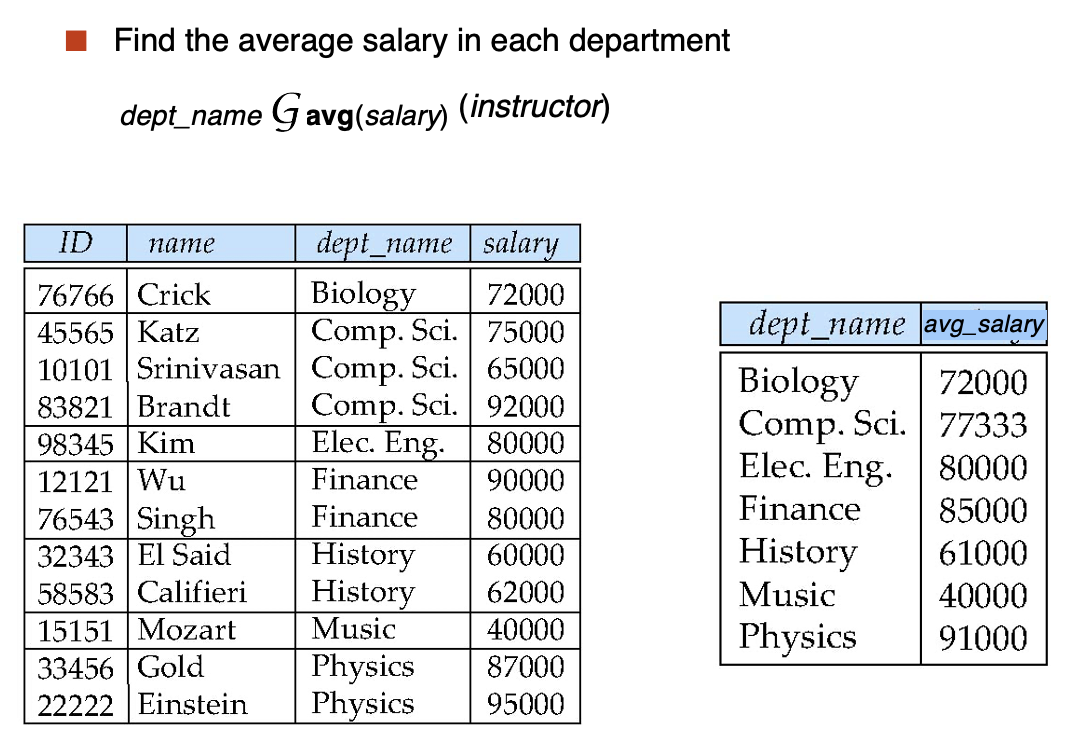 Find the average salary in each department
dept_name 𝒢 avg(salary) (instructor)
ID name dept_name salary
76766 Crick Biology 72000
45565 Katz Comp. Sci. 75000
10101 Srinivasan Comp. Sci. 65000
83821 Brandt Comp. Sci. 92000
98345 Kim Elec. Eng. 80000
12121 Wu Finance 90000
76543 Singh Finance 80000
32343 El Said History 60000
58583 Califieri History 62000
15151 Mozart Music 40000
33456 Gold Physics 87000
22222 Einstein Physics 95000
dept_name avg_salary
Biology 72000
Comp. Sci. 77333
Elec. Eng. 80000
Finance 85000
History 61000
Music 40000
Physics 91000